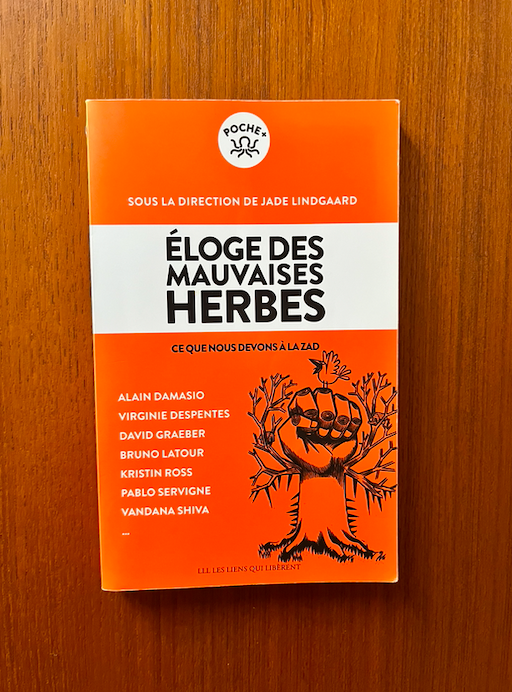 POCHE+
SOUS LA DIRECTION DE JADE LINDGAARD
ÉLOGE DES
MAUVAISES
HERBES
CE QUE NOUS DEVONS À LA ZAD
ALAIN DAMASIO
VIRGINIE DESPENTES
DAVID GRAEBER
BRUNO LATOUR
KRISTIN ROSS
PABLO SERVIGNE
VANDANA SHIVA
...
LLL LES LIENS QUI LIBÈRENT